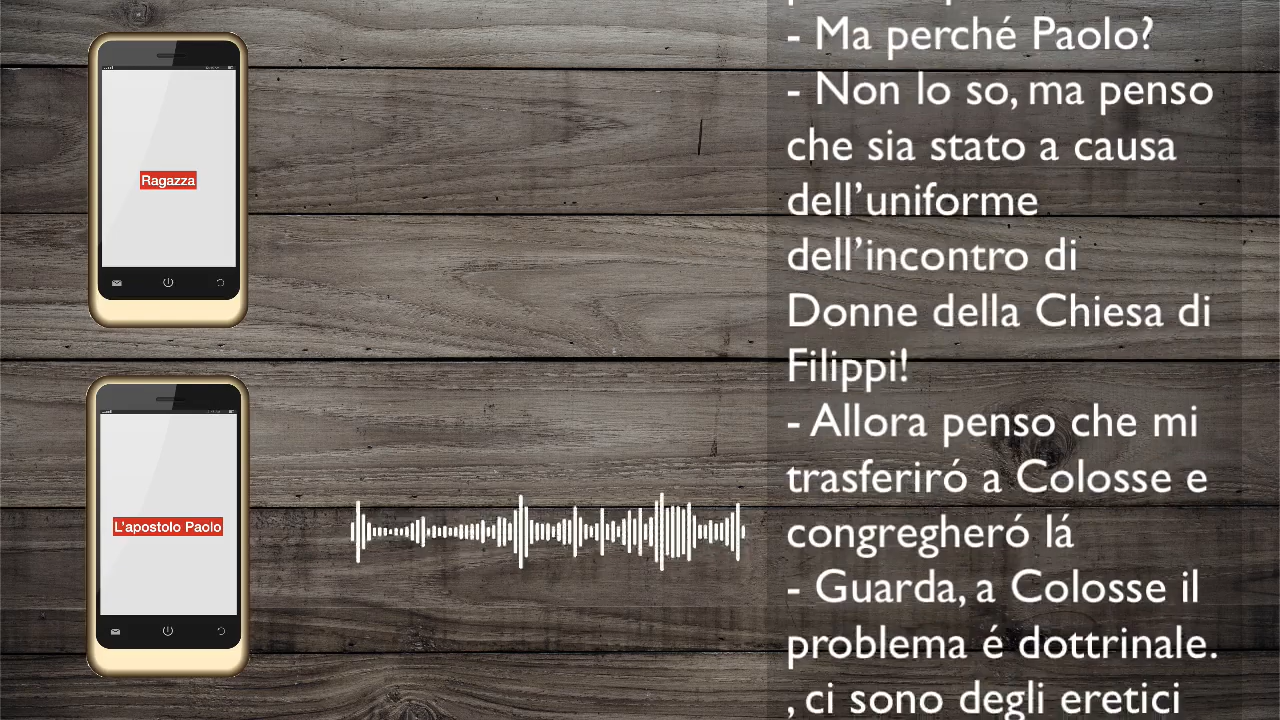 Ragazza
L'apostolo Paolo
- Ma perché Paolo?
- Non lo so, ma penso
che sia stato a causa
dell’uniforme
dell’incontro di
Donne della Chiesa di
Filippi!
- Allora penso che mi
trasferiró a Colosse e
congregheró lá
- Guarda, a Colosse il
problema é dottrinale.
, ci sono degli eretici